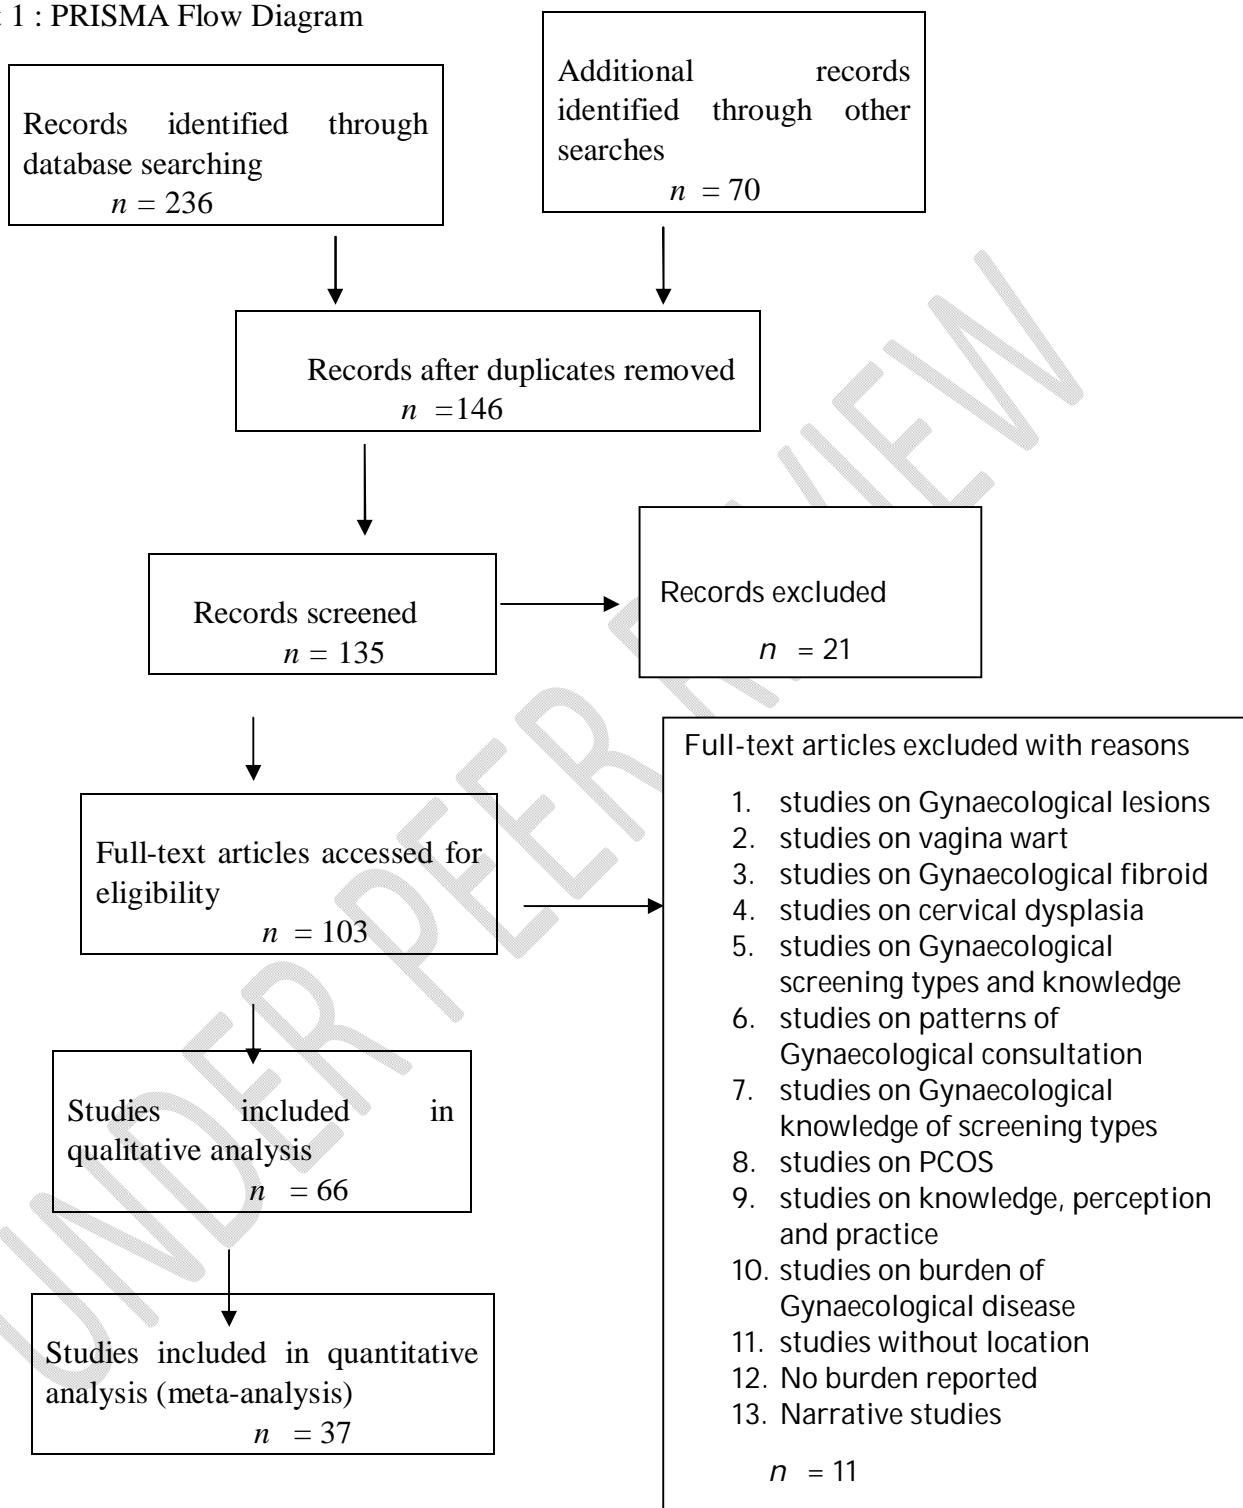 t 1 : PRISMA Flow Diagram
Records identified through
database searching
n = 236
Additional records
identified through other
searches
n = 70
Records after duplicates removed
n =146
Records screened
n = 135
Records excluded
n = 21
Full-text articles accessed for
eligibility
n = 103
Full-text articles excluded with reasons
1. studies on Gynaecological lesions
2. studies on vagina wart
3. studies on Gynaecological fibroid
4. studies on cervical dysplasia
5. studies on Gynaecological
screening types and knowledge
6. studies on patterns of
Gynaecological consultation
7. studies on Gynaecological
knowledge of screening types
8. studies on PCOS
9. studies on knowledge, perception
and practice
10. studies on burden of
Gynaecological disease
11. studies without location
12. No burden reported
13. Narrative studies
n = 11
Studies included in
qualitative analysis
n = 66
Studies included in quantitative
analysis (meta-analysis)
n = 37
UNDER PEER REVIEW